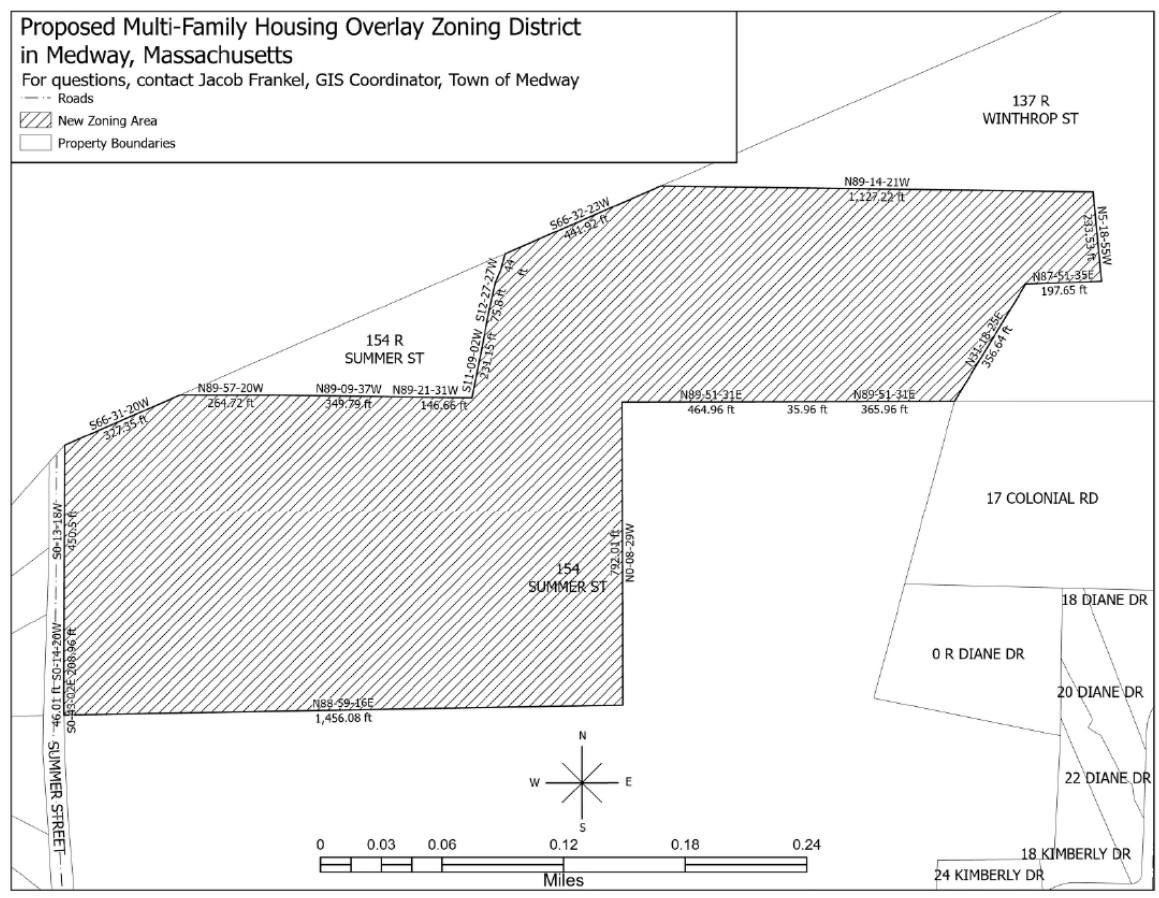 Proposed Multi-Family Housing Overlay Zoning District
in Medway, Massachusetts
For questions, contact Jacob Frankel, GIS Coordinator, Town of Medway
Roads
New Zoning Area
Property Boundaries
137 R
WINTHROP ST
N89-14-21W
1,127.22 ft
S66-32-23W
441.92 ft
N5-18-55W
233.53 ft
N87-51-35E
197.65 ft
44
ft
S12-27-27W
75.8 ft
N31-18-25E
356.64 ft
154 R
SUMMER ST
S11-09-02W
231.15 ft
N89-57-20W
264.72 ft
N89-09-37W
349.79 ft
N89-21-31W
146.66 ft
S66-31-20W
327.35 ft
N89-51-31E
464.96 ft
35.96 ft
N89-51-31E
365.96 ft
17 COLONIAL RD
S0-13-18W
450.5 ft
792.01 ft
N0-08-29W
154
SUMMER ST
18 DIANE DR
0 R DIANE DR
20 DIANE DR
S0-14-20W
208.96 ft
46.01 ft
S0-43-02E
N88-59-16E
1,456.08 ft
SUMMER STREET
N
W
E
S
22 DIANE DR
0 0.03 0.06 0.12 0.18 0.24
Miles
18 KIMBERLY DR
24 KIMBERLY DR